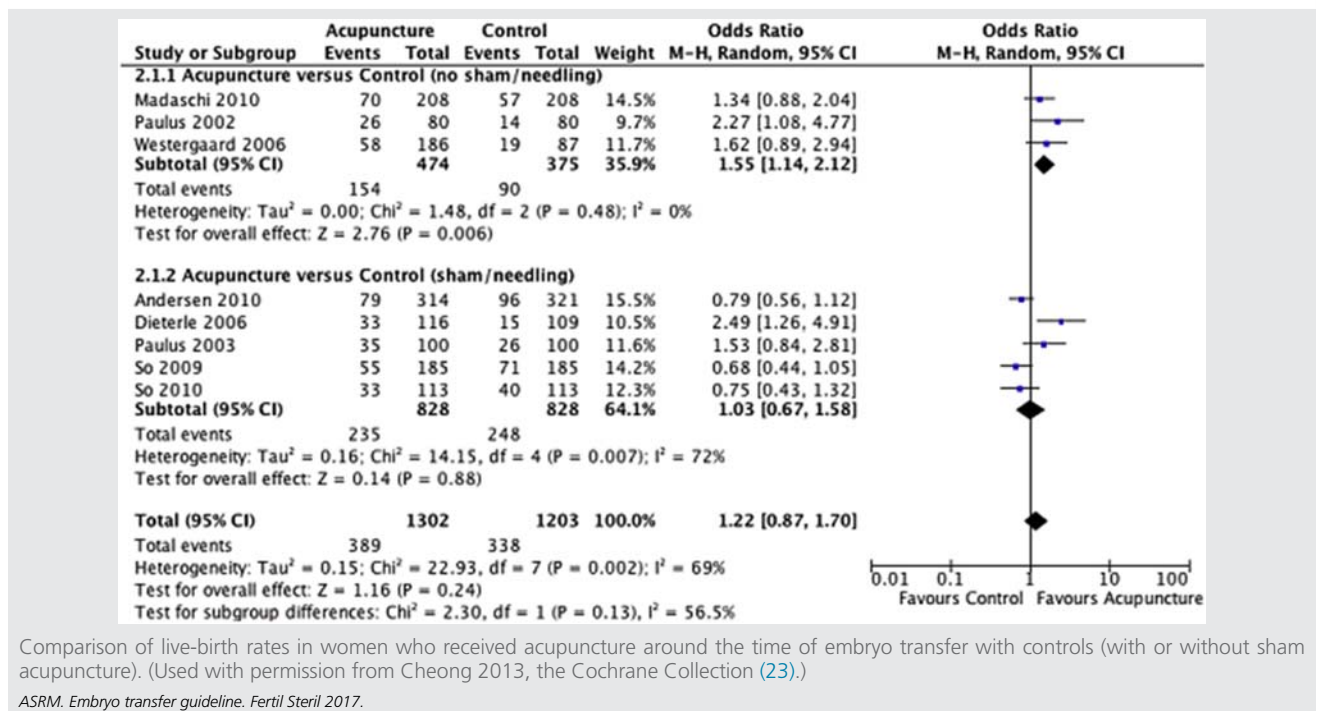 Acupuncture Control Odds Ratio Odds Ratio
Study or Subgroup Events Total Events Total Weight M-H, Random, 95% CI M-H, Random, 95% CI
2.1.1 Acupuncture versus Control (no sham/needling)
Madaschi 2010 70 208 57 208 14.5% 1.34 [0.88, 2.04]
Paulus 2002 26 80 14 80 9.7% 2.27 [1.08, 4.77]
Westergaard 2006 58 186 19 87 11.7% 1.62 [0.89, 2.94]
Subtotal (95% CI) 474 375 35.9% 1.55 [1.14, 2.12]
Total events 154 90
Heterogeneity: Tau² = 0.00; Chi² = 1.48, df = 2 (P = 0.48); I² = 0%
Test for overall effect: Z = 2.76 (P = 0.006)
2.1.2 Acupuncture versus Control (sham/needling)
Andersen 2010 79 314 96 321 15.5% 0.79 [0.56, 1.12]
Dieterle 2006 33 116 15 109 10.5% 2.49 [1.26, 4.91]
Paulus 2003 35 100 26 100 11.6% 1.53 [0.84, 2.81]
So 2009 55 185 71 185 14.2% 0.68 [0.44, 1.05]
So 2010 33 113 40 113 12.3% 0.75 [0.43, 1.32]
Subtotal (95% CI) 828 828 64.1% 1.03 [0.67, 1.58]
Total events 235 248
Heterogeneity: Tau² = 0.16; Chi² = 14.15, df = 4 (P = 0.007); I² = 72%
Test for overall effect: Z = 0.14 (P = 0.88)
Total (95% CI) 1302 1203 100.0% 1.22 [0.87, 1.70]
Total events 389 338
Heterogeneity: Tau² = 0.15; Chi² = 22.93, df = 7 (P = 0.002); I² = 69%
Test for overall effect: Z = 1.16 (P = 0.24)
Test for subgroup differences: Chi² = 2.30, df = 1 (P = 0.13), I² = 56.5%
0.01 0.1 1 10 100
Favours Control Favours Acupuncture
Comparison of live-birth rates in women who received acupuncture around the time of embryo transfer with controls (with or without sham
acupuncture). (Used with permission from Cheong 2013, the Cochrane Collection (23).)
ASRM. Embryo transfer guideline. Fertil Steril 2017.